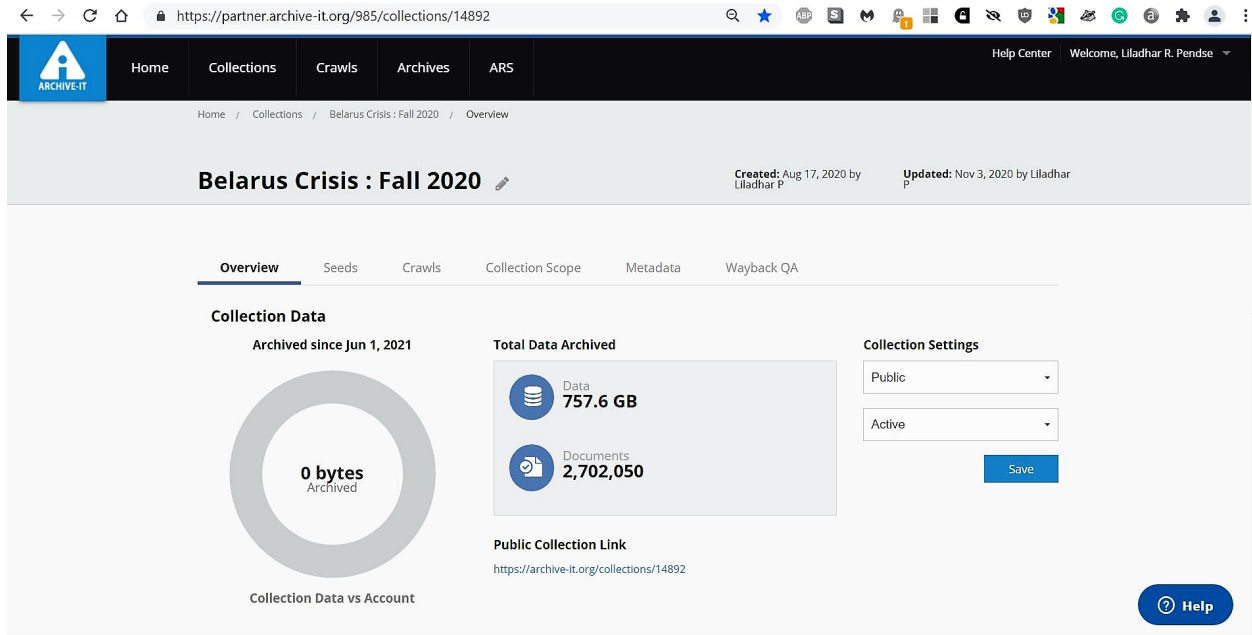 https://partner.archive-it.org/985/collections/14892
ABP
S
1
ARCHIVE-IT
Home Collections Crawls Archives ARS
Help Center Welcome, Liladhar R. Pendse
Home / Collections / Belarus Crisis : Fall 2020 / Overview
Belarus Crisis : Fall 2020
Created: Aug 17, 2020 by
Liladhar P
Updated: Nov 3, 2020 by Liladhar
P
Overview Seeds Crawls Collection Scope Metadata Wayback QA
Collection Data
Archived since Jun 1, 2021
0 bytes
Archived
Collection Data vs Account
Total Data Archived
Data
757.6 GB
Documents
2,702,050
Public Collection Link
https://archive-it.org/collections/14892
Collection Settings
Public
Active
Save
? Help